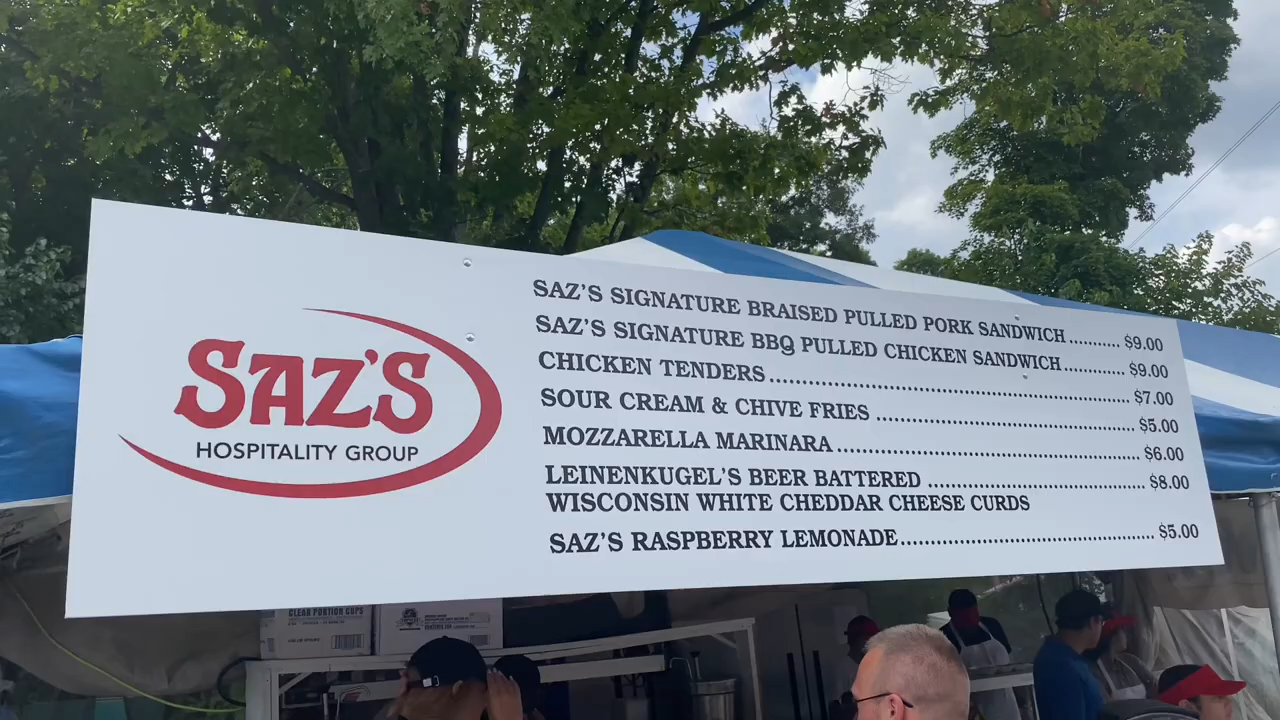 SAZ'S
HOSPITALITY GROUP
SAZ'S SIGNATURE BRAISED PULLED PORK SANDWICH .......... $9.00
SAZ'S SIGNATURE BBQ PULLED CHICKEN SANDWICH ............ $9.00
CHICKEN TENDERS ............................................................ $7.00
SOUR CREAM & CHIVE FRIES ............................................ $5.00
MOZZARELLA MARINARA .................................................. $6.00
LEINENKUGEL'S BEER BATTERED .................................... $8.00
WISCONSIN WHITE CHEDDAR CHEESE CURDS
SAZ'S RASPBERRY LEMONADE .......................................... $5.00
CLEAR PORTION CUPS